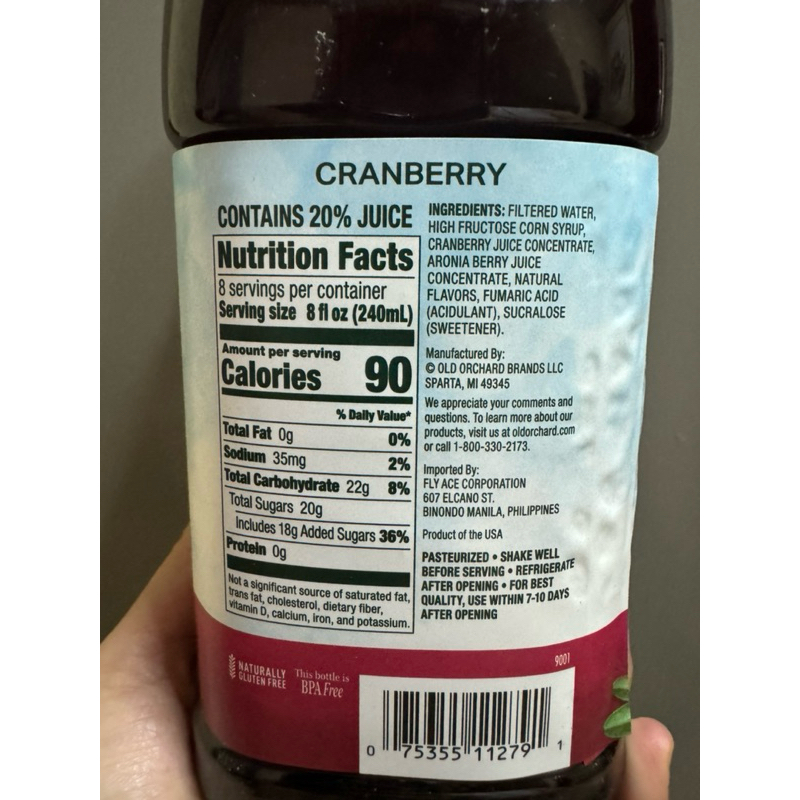 CRANBERRY
CONTAINS 20% JUICE
Nutrition Facts
8 servings per container
Serving size 8 fl oz (240mL)
Amount per serving
Calories 90
% Daily Value*
Total Fat 0g 0%
Sodium 35mg 2%
Total Carbohydrate 22g 8%
Total Sugars 20g
Includes 18g Added Sugars 36%
Protein 0g
Not a significant source of saturated fat,
trans fat, cholesterol, dietary fiber,
vitamin D, calcium, iron, and potassium.
INGREDIENTS: FILTERED WATER,
HIGH FRUCTOSE CORN SYRUP,
CRANBERRY JUICE CONCENTRATE,
ARONIA BERRY JUICE
CONCENTRATE, NATURAL
FLAVORS, FUMARIC ACID
(ACIDULANT), SUCRALOSE
(SWEETENER).
Manufactured By:
© OLD ORCHARD BRANDS LLC
SPARTA, MI 49345
We appreciate your comments and
questions. To learn more about our
products, visit us at oldorchard.com
or call 1-800-330-2173.
Imported By:
FLY ACE CORPORATION
607 ELCANO ST.
BINONDO MANILA, PHILIPPINES
Product of the USA
PASTEURIZED • SHAKE WELL
BEFORE SERVING • REFRIGERATE
AFTER OPENING • FOR BEST
QUALITY, USE WITHIN 7-10 DAYS
AFTER OPENING
NATURALLY
GLUTEN FREE
This bottle is
BPA Free
9001
0 75355 11279 1